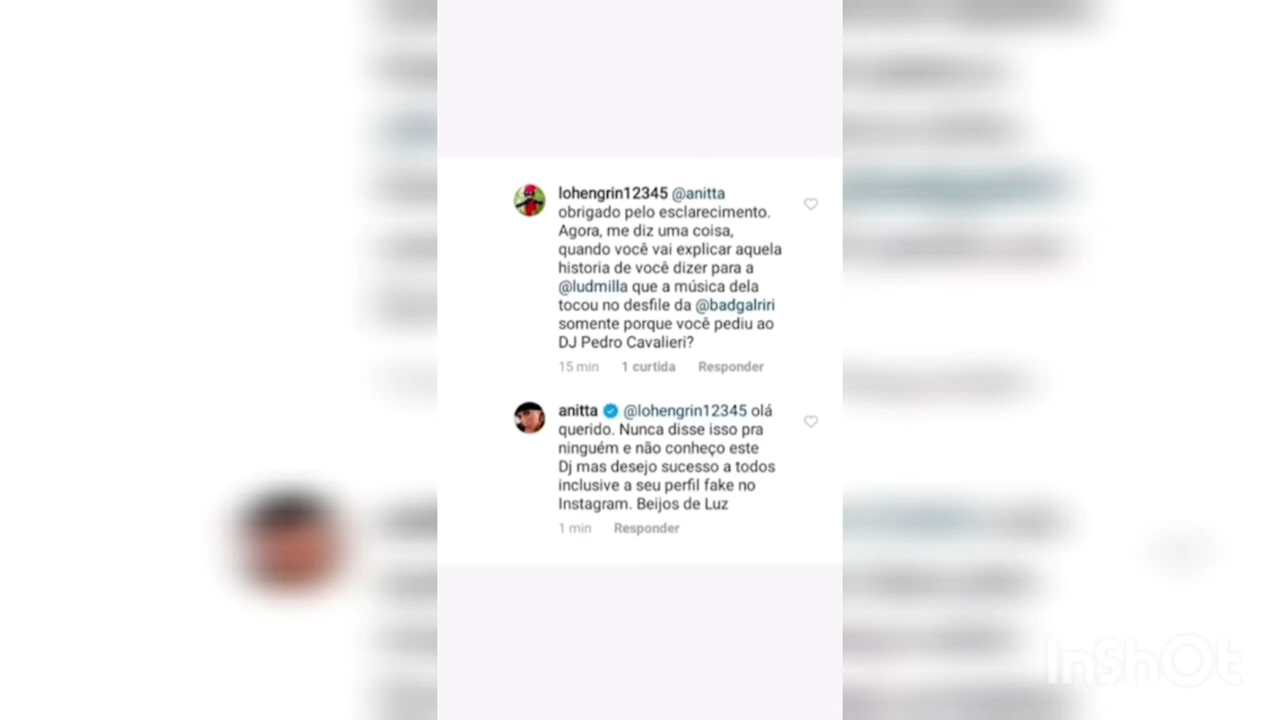 lohengrin12345 @anitta
obrigado pelo esclarecimento.
Agora, me diz uma coisa,
quando você vai explicar aquela
historia de você dizer para a
@ludmilla que a música dela
tocou no desfile da @badgalriri
somente porque você pediu ao
DJ Pedro Cavalieri?
15 min 1 curtida Responder
anitta @lohengrin12345 olá
querido. Nunca disse isso pra
ninguém e não conheço este
Dj mas desejo sucesso a todos
inclusive a seu perfil fake no
Instagram. Beijos de Luz
1 min Responder
InShOt